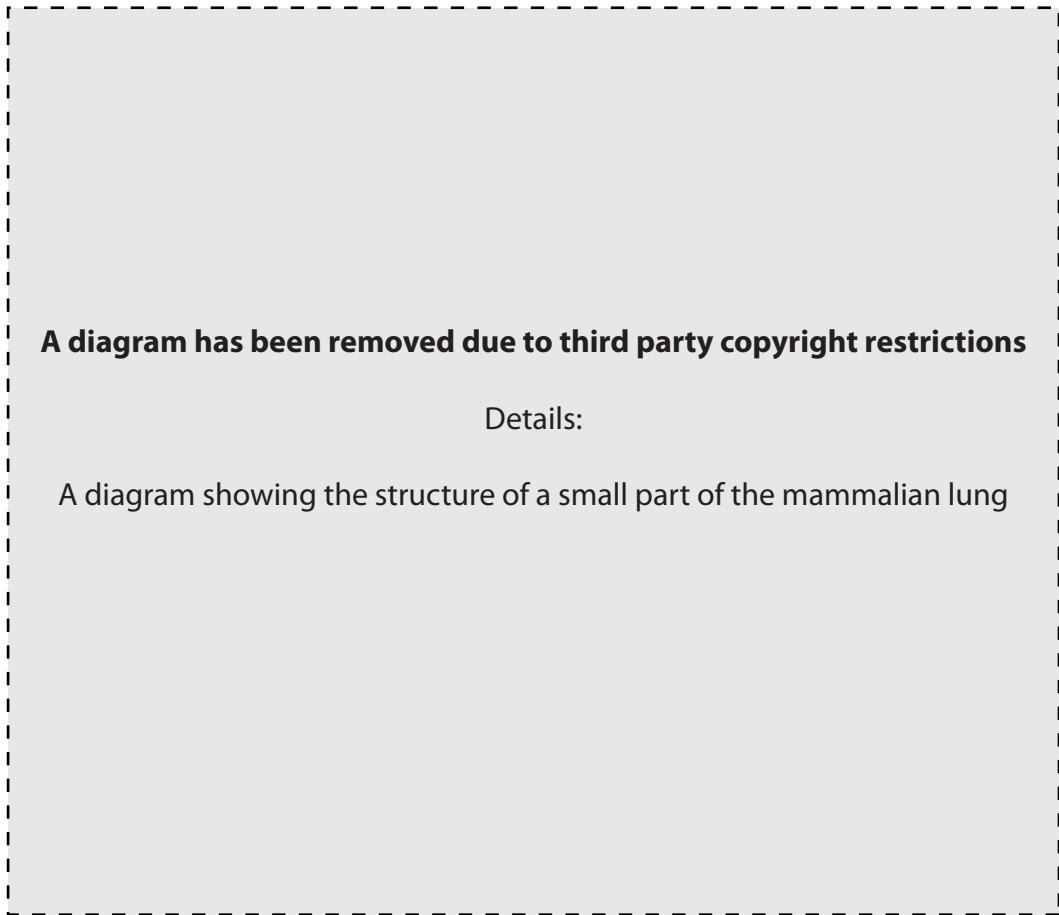 A diagram has been removed due to third party copyright restrictions
Details:
A diagram showing the structure of a small part of the mammalian lung